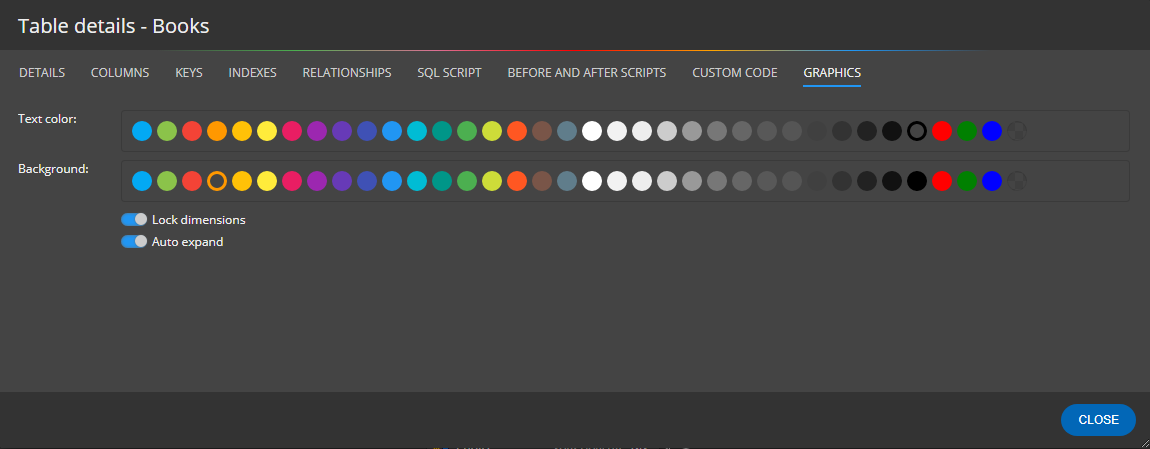 Table details - Books
DETAILS COLUMNS KEYS INDEXES RELATIONSHIPS SQL SCRIPT BEFORE AND AFTER SCRIPTS CUSTOM CODE GRAPHICS
Text color:
Background:
Lock dimensions
Auto expand
CLOSE